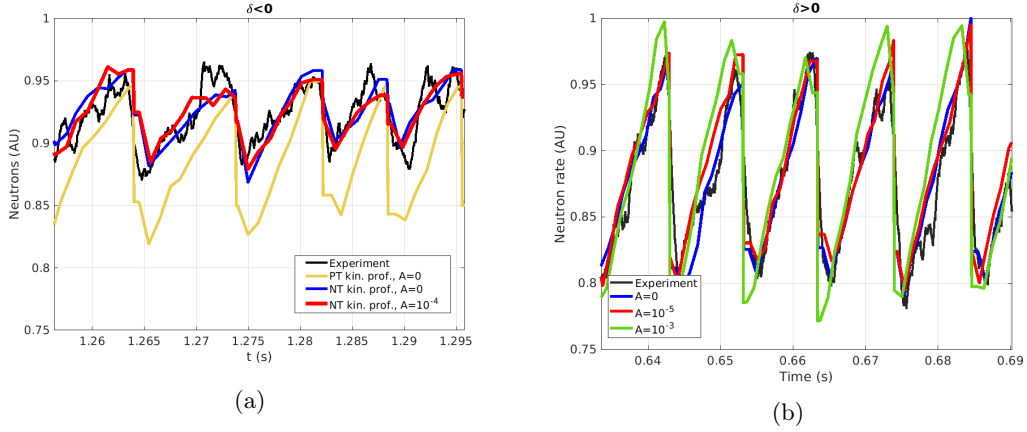 δ<0
1
0.95
0.9
0.85
0.8
0.75
Neutrons (AU)
1.26 1.265 1.27 1.275 1.28 1.285 1.29 1.295
t (s)
Experiment
PT kin. prof., A=0
NT kin. prof., A=0
NT kin. prof., A=10⁻⁴
(a)
δ>0
1
0.95
0.9
0.85
0.8
0.75
Neutron rate (AU)
0.64 0.65 0.66 0.67 0.68 0.69
Time (s)
Experiment
A=0
A=10⁻⁵
A=10⁻³
(b)